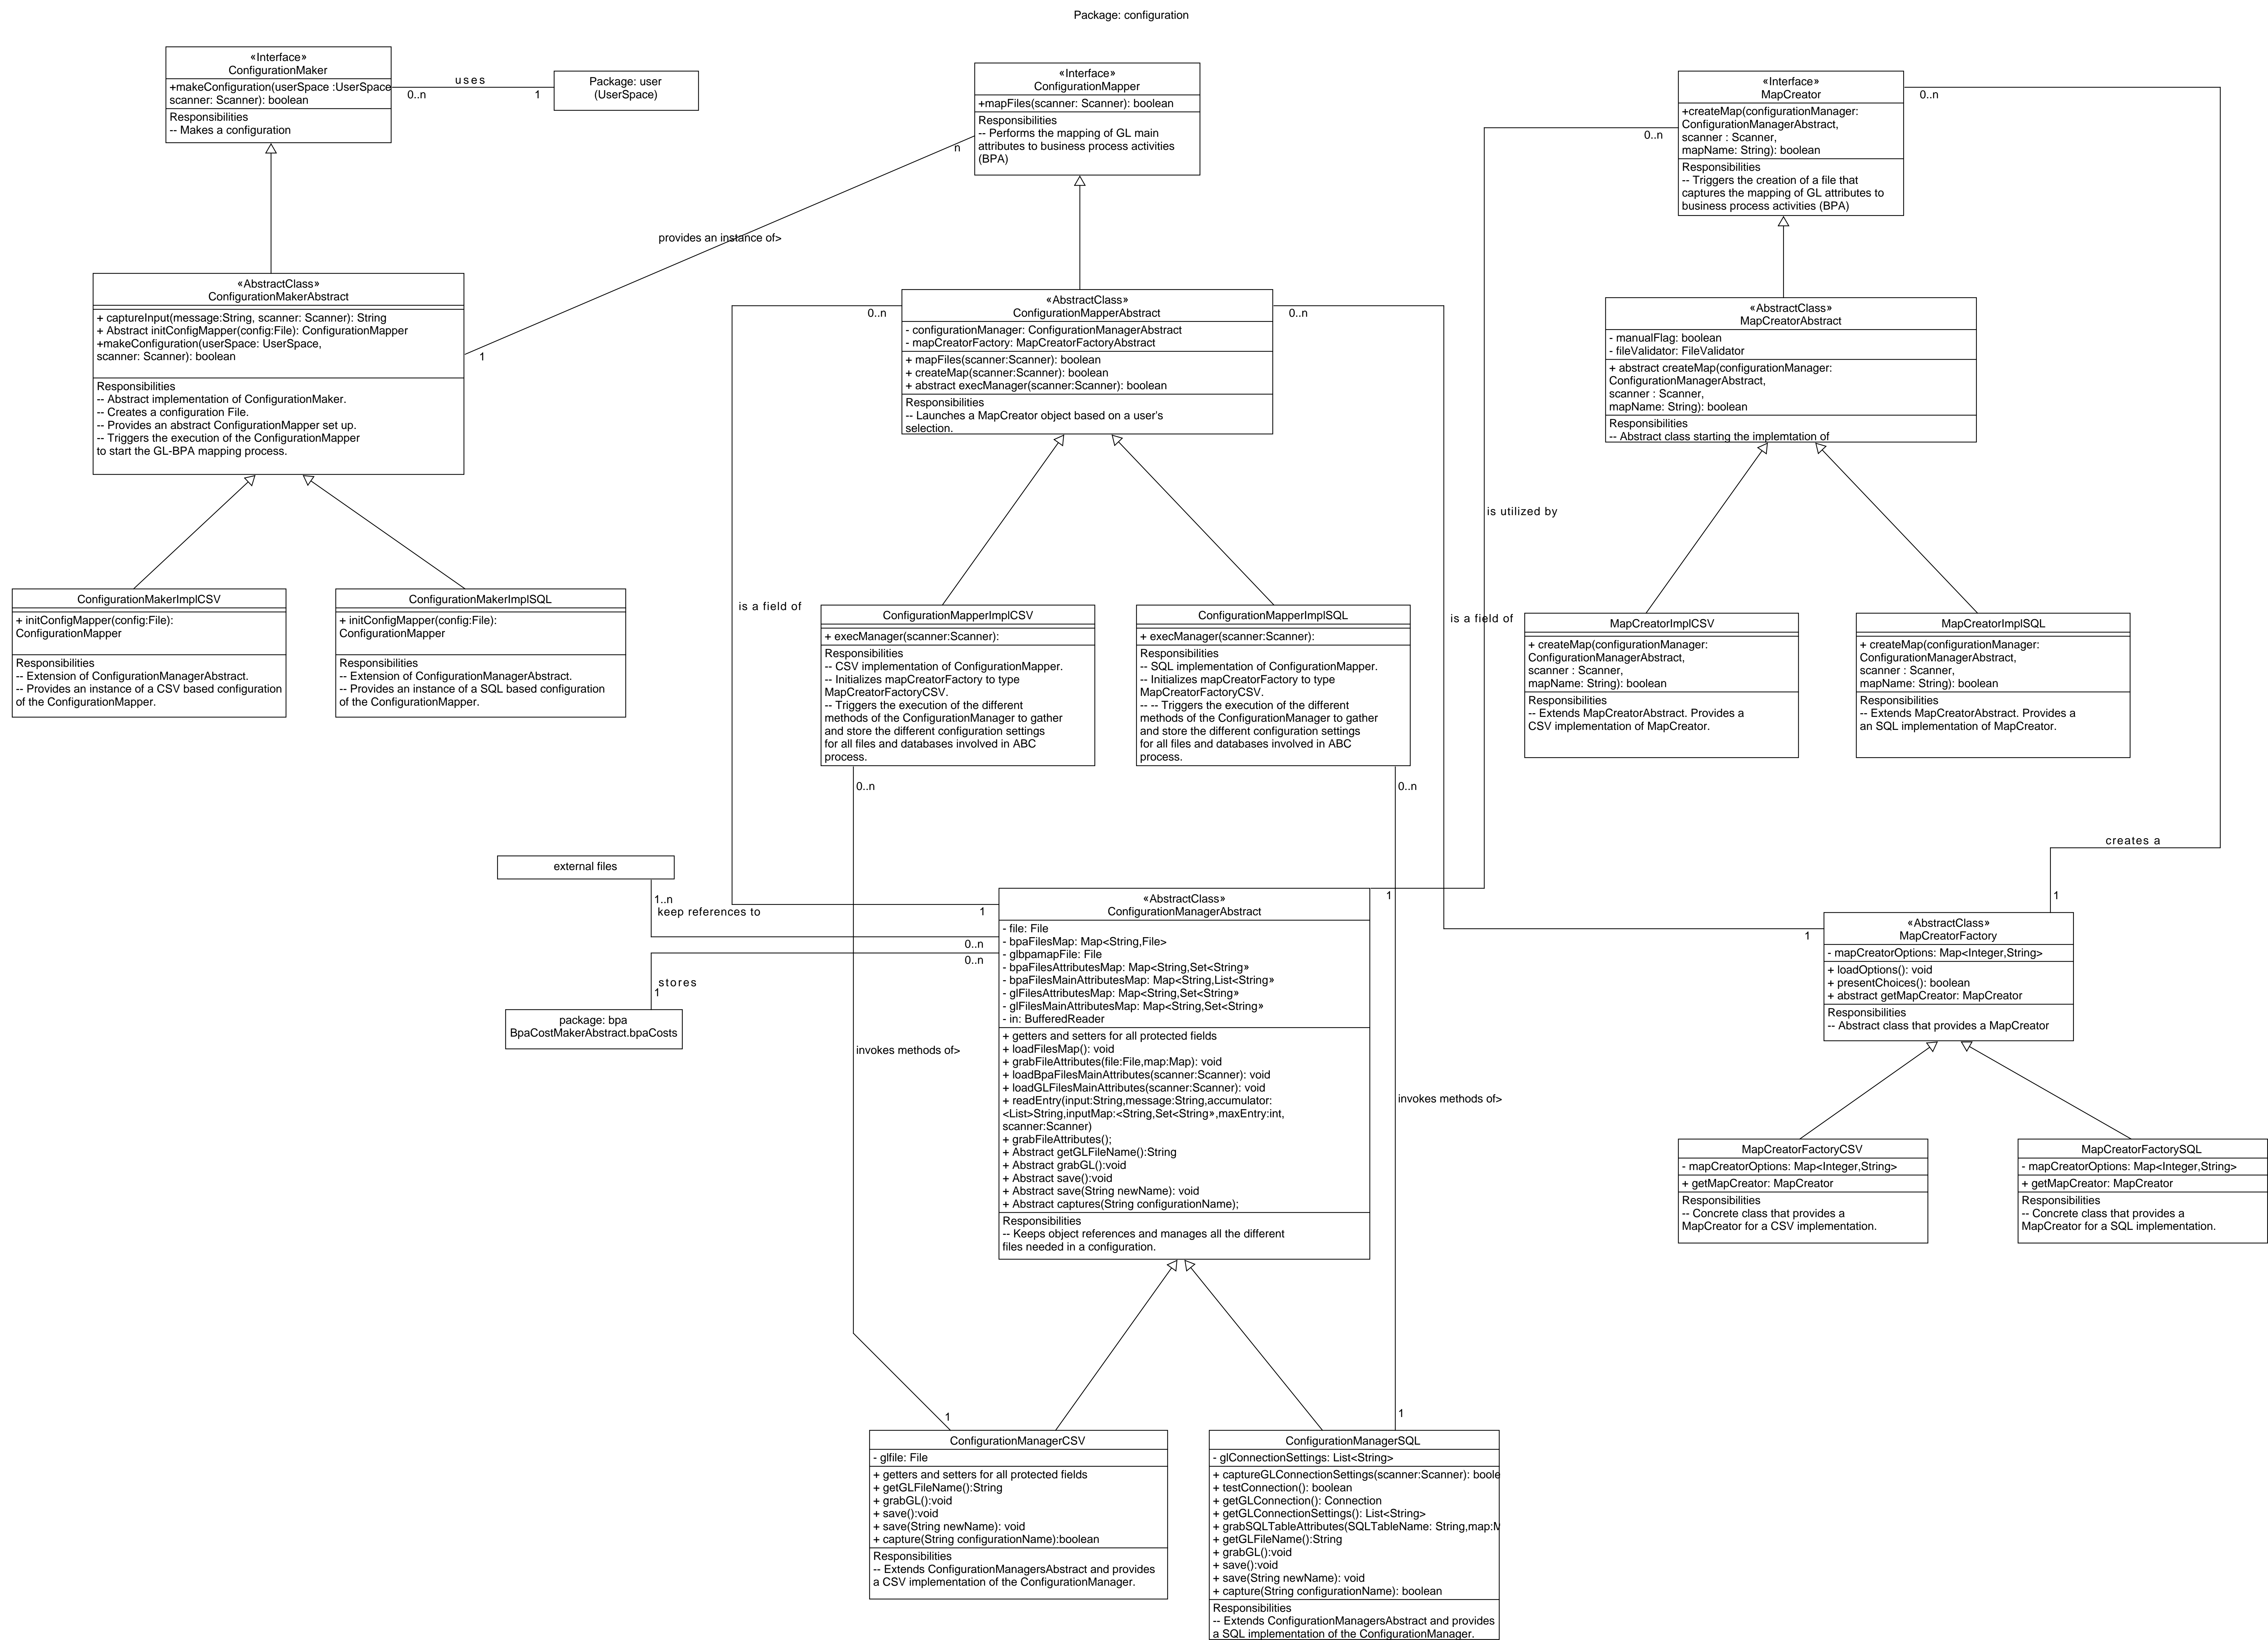 Package: configuration
«Interface»
ConfigurationMaker
+makeConfiguration(userSpace :UserSpace
scanner: Scanner): boolean
Responsibilities
-- Makes a configuration
uses
0..n
1
Package: user
(UserSpace)
«Interface»
ConfigurationMapper
+mapFiles(scanner: Scanner): boolean
Responsibilities
-- Performs the mapping of GL main
attributes to business process activities
(BPA)
n
«Interface»
MapCreator
+createMap(configurationManager:
ConfigurationManagerAbstract,
scanner : Scanner,
mapName: String): boolean
Responsibilities
-- Triggers the creation of a file that
captures the mapping of GL attributes to
business process activities (BPA)
0..n
0..n
provides an instance of>
1
«AbstractClass»
ConfigurationMakerAbstract
+ captureInput(message:String, scanner: Scanner): String
+ Abstract initConfigMapper(config:File): ConfigurationMapper
+makeConfiguration(userSpace: UserSpace,
scanner: Scanner): boolean
Responsibilities
-- Abstract implementation of ConfigurationMaker.
-- Creates a configuration File.
-- Provides an abstract ConfigurationMapper set up.
-- Triggers the execution of the ConfigurationMapper
to start the GL-BPA mapping process.
0..n
«AbstractClass»
ConfigurationMapperAbstract
- configurationManager: ConfigurationManagerAbstract
- mapCreatorFactory: MapCreatorFactoryAbstract
+ mapFiles(scanner:Scanner): boolean
+ createMap(scanner:Scanner): boolean
+ abstract execManager(scanner:Scanner): boolean
Responsibilities
-- Launches a MapCreator object based on a user's
selection.
0..n
«AbstractClass»
MapCreatorAbstract
- manualFlag: boolean
- fileValidator: FileValidator
+ abstract createMap(configurationManager:
ConfigurationManagerAbstract,
scanner : Scanner,
mapName: String): boolean
Responsibilities
-- Abstract class starting the implemtation of
is utilized by
is a field of
is a field of
ConfigurationMakerImplCSV
+ initConfigMapper(config:File):
ConfigurationMapper
Responsibilities
-- Extension of ConfigurationManagerAbstract.
-- Provides an instance of a CSV based configuration
of the ConfigurationMapper.
ConfigurationMakerImplSQL
+ initConfigMapper(config:File):
ConfigurationMapper
Responsibilities
-- Extension of ConfigurationManagerAbstract.
-- Provides an instance of a SQL based configuration
of the ConfigurationMapper.
ConfigurationMapperImplCSV
+ execManager(scanner:Scanner):
Responsibilities
-- CSV implementation of ConfigurationMapper.
-- Initializes mapCreatorFactory to type
MapCreatorFactoryCSV.
-- Triggers the execution of the different
methods of the ConfigurationManager to gather
and store the different configuration settings
for all files and databases involved in ABC
process.
0..n
ConfigurationMapperImplSQL
+ execManager(scanner:Scanner):
Responsibilities
-- SQL implementation of ConfigurationMapper.
-- Initializes mapCreatorFactory to type
MapCreatorFactoryCSV.
-- -- Triggers the execution of the different
methods of the ConfigurationManager to gather
and store the different configuration settings
for all files and databases involved in ABC
process.
0..n
MapCreatorImplCSV
+ createMap(configurationManager:
ConfigurationManagerAbstract,
scanner : Scanner,
mapName: String): boolean
Responsibilities
-- Extends MapCreatorAbstract. Provides a
CSV implementation of MapCreator.
MapCreatorImplSQL
+ createMap(configurationManager:
ConfigurationManagerAbstract,
scanner : Scanner,
mapName: String): boolean
Responsibilities
-- Extends MapCreatorAbstract. Provides a
an SQL implementation of MapCreator.
creates a
1
external files
1..n
keep references to
1
0..n
0..n
stores
1
package: bpa
BpaCostMakerAbstract.bpaCosts
1
«AbstractClass»
ConfigurationManagerAbstract
- file: File
- bpaFilesMap: Map<String,File>
- glbpamapFile: File
- bpaFilesAttributesMap: Map<String,Set<String»
- bpaFilesMainAttributesMap: Map<String,List<String»
- glFilesAttributesMap: Map<String,Set<String»
- glFilesMainAttributesMap: Map<String,Set<String»
- in: BufferedReader
+ getters and setters for all protected fields
+ loadFilesMap(): void
+ grabFileAttributes(file:File,map:Map): void
+ loadBpaFilesMainAttributes(scanner:Scanner): void
+ loadGLFilesMainAttributes(scanner:Scanner): void
+ readEntry(input:String,message:String,accumulator:
<List>String,inputMap:<String,Set<String»,maxEntry:int,
scanner:Scanner)
+ grabFileAttributes();
+ Abstract getGLFileName():String
+ Abstract grabGL():void
+ Abstract save():void
+ Abstract save(String newName): void
+ Abstract captures(String configurationName);
Responsibilities
-- Keeps object references and manages all the different
files needed in a configuration.
1
«AbstractClass»
MapCreatorFactory
- mapCreatorOptions: Map<Integer,String>
+ loadOptions(): void
+ presentChoices(): boolean
+ abstract getMapCreator: MapCreator
Responsibilities
-- Abstract class that provides a MapCreator
invokes methods of>
invokes methods of>
MapCreatorFactoryCSV
- mapCreatorOptions: Map<Integer,String>
+ getMapCreator: MapCreator
Responsibilities
-- Concrete class that provides a
MapCreator for a CSV implementation.
MapCreatorFactorySQL
- mapCreatorOptions: Map<Integer,String>
+ getMapCreator: MapCreator
Responsibilities
-- Concrete class that provides a
MapCreator for a SQL implementation.
1
1
ConfigurationManagerCSV
- glfile: File
+ getters and setters for all protected fields
+ getGLFileName():String
+ grabGL():void
+ save():void
+ save(String newName): void
+ capture(String configurationName):boolean
Responsibilities
-- Extends ConfigurationManagersAbstract and provides
a CSV implementation of the ConfigurationManager.
ConfigurationManagerSQL
- glConnectionSettings: List<String>
+ captureGLConnectionSettings(scanner:Scanner): boole
+ testConnection(): boolean
+ getGLConnection(): Connection
+ getGLConnectionSettings(): List<String>
+ grabSQLTableAttributes(SQLTableName: String,map:M
+ getGLFileName():String
+ grabGL():void
+ save():void
+ save(String newName): void
+ capture(String configurationName): boolean
Responsibilities
-- Extends ConfigurationManagersAbstract and provides
a SQL implementation of the ConfigurationManager.